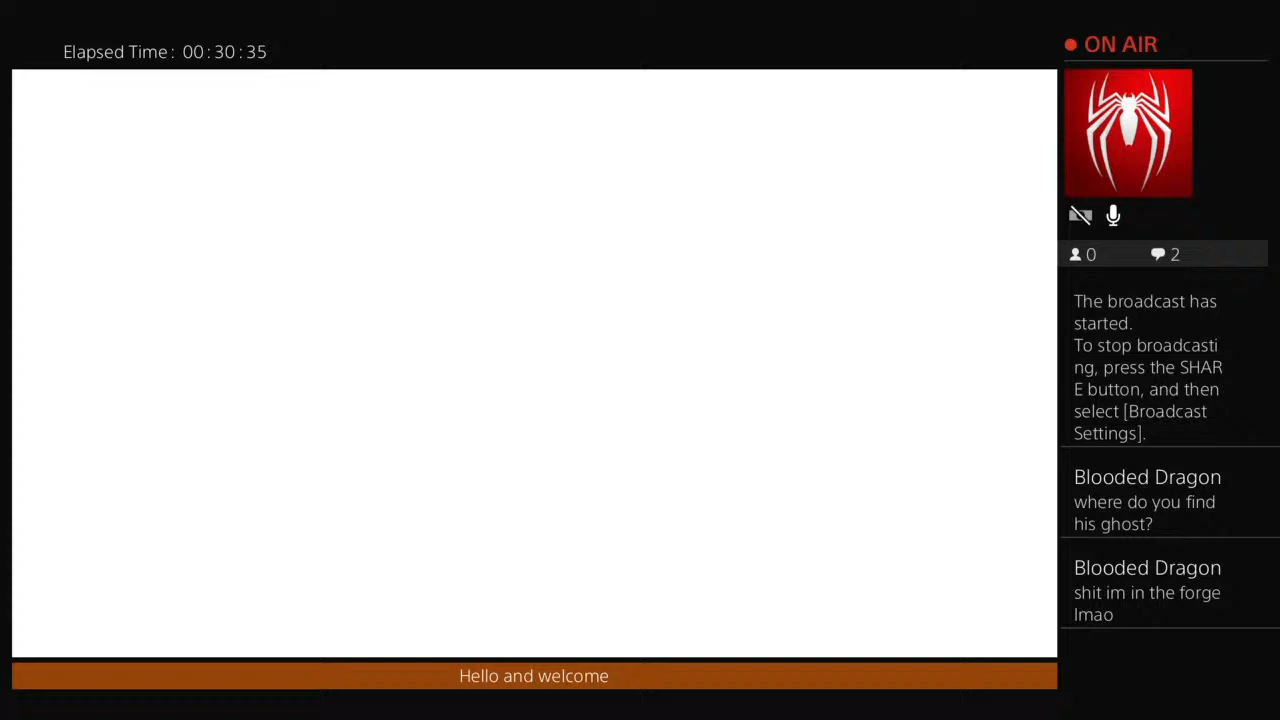 Elapsed Time: 00:30:35
ON AIR
0 2
The broadcast has
started.
To stop broadcasti
ng, press the SHAR
E button, and then
select [Broadcast
Settings].
Blooded Dragon
where do you find
his ghost?
Blooded Dragon
shit im in the forge
lmao
Hello and welcome